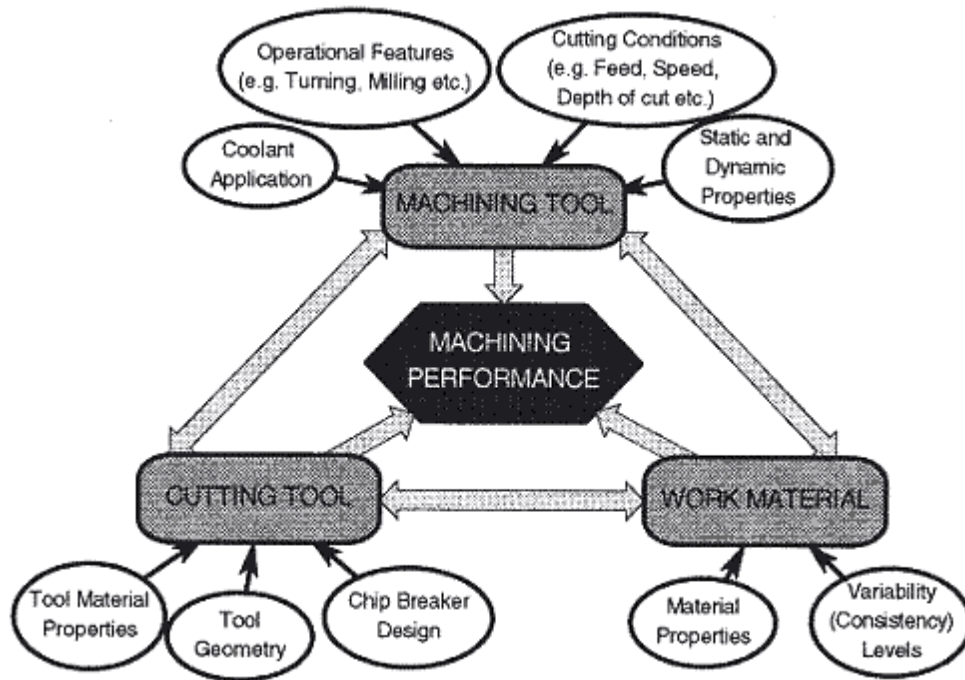 Operational Features
(e.g. Turning, Milling etc.)
Cutting Conditions
(e.g. Feed, Speed,
Depth of cut etc.)
Coolant
Application
Static and
Dynamic
Properties
MACHINING TOOL
MACHINING
PERFORMANCE
CUTTING TOOL
WORK MATERIAL
Tool Material
Properties
Tool
Geometry
Chip Breaker
Design
Material
Properties
Variability
(Consistency)
Levels